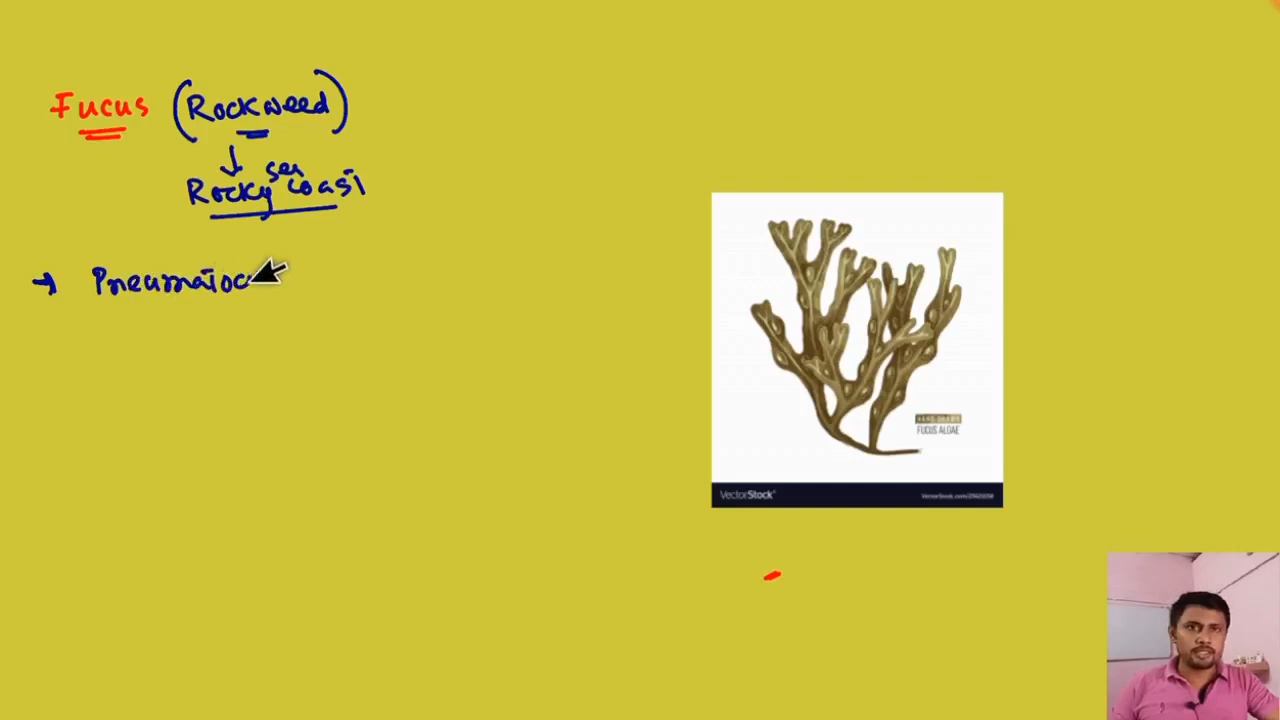 Fucus (Rockweed)
sea
Rocky coast
→ Pneumatoc
FUCUS ALGAE
VectorStock®